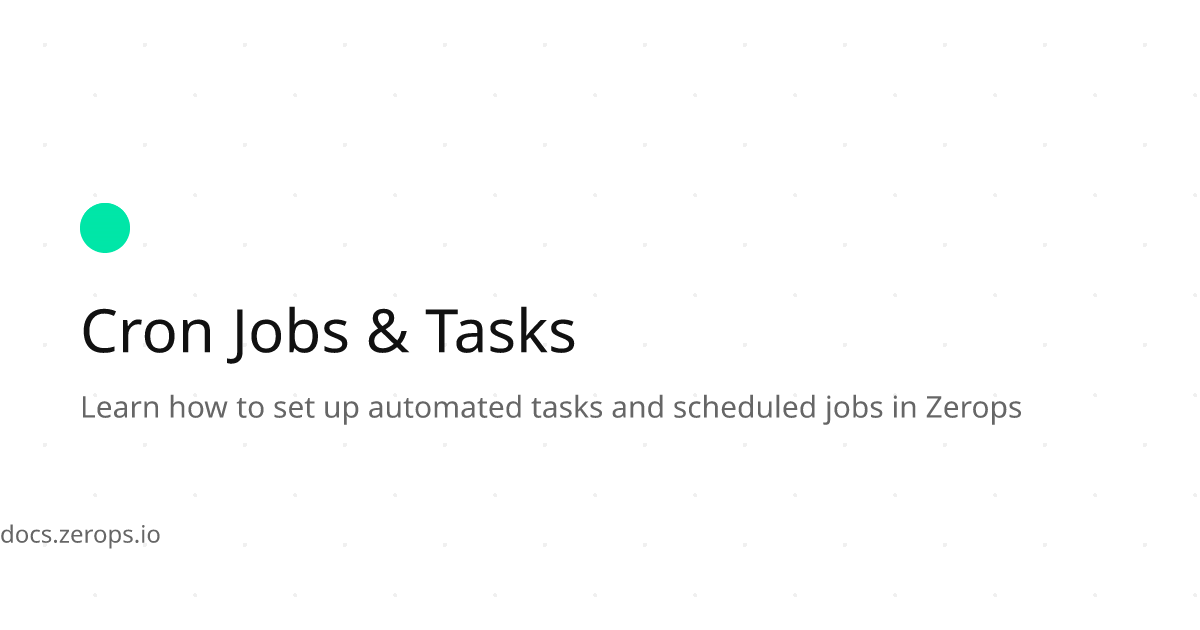 Cron Jobs & Tasks
Learn how to set up automated tasks and scheduled jobs in Zerops
docs.zerops.io